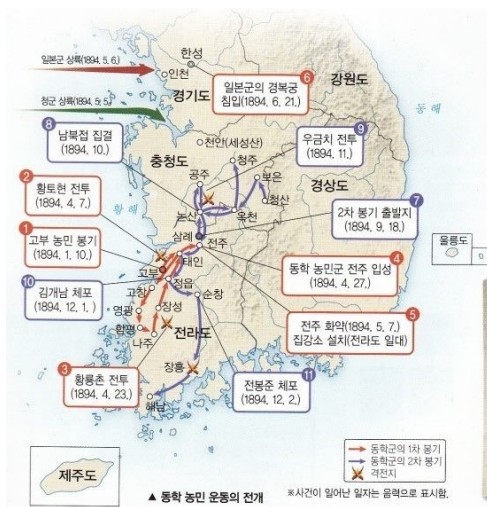 한성
강원도
일본군 상륙(1894. 5. 6.)
인천
⑥
일본군의 경복궁
침입(1894. 6. 21.)
경기도
동해
청군 상륙(1894. 5. 5.)
⑧
남북접 집결
(1894. 10.)
천안(세성산)
⑨
우금치 전투
(1894. 11.)
충청도
청주
②
황토현 전투
(1894. 4. 7.)
공주
보은
경상도
청산
황해
논산
옥천
⑦
2차 봉기 출발지
(1894. 9. 18.)
①
고부 농민 봉기
(1894. 1. 10.)
삼례
전주
울릉도
태인
④
동학 농민군 전주 입성
(1894. 4. 27.)
고부
⑩
김개남 체포
(1894. 12. 1.)
정읍
고창
순창
영광
장성
⑤
전주 화약(1894. 5. 7.)
집강소 설치(전라도 일대)
함평
나주
전라도
③
황룡촌 전투
(1894. 4. 23.)
장흥
⑪
전봉준 체포
(1894. 12. 2.)
해남
제주도
동학군의 1차 봉기
동학군의 2차 봉기
격전지
▲ 동학 농민 운동의 전개
※사건이 일어난 일자는 음력으로 표시함.